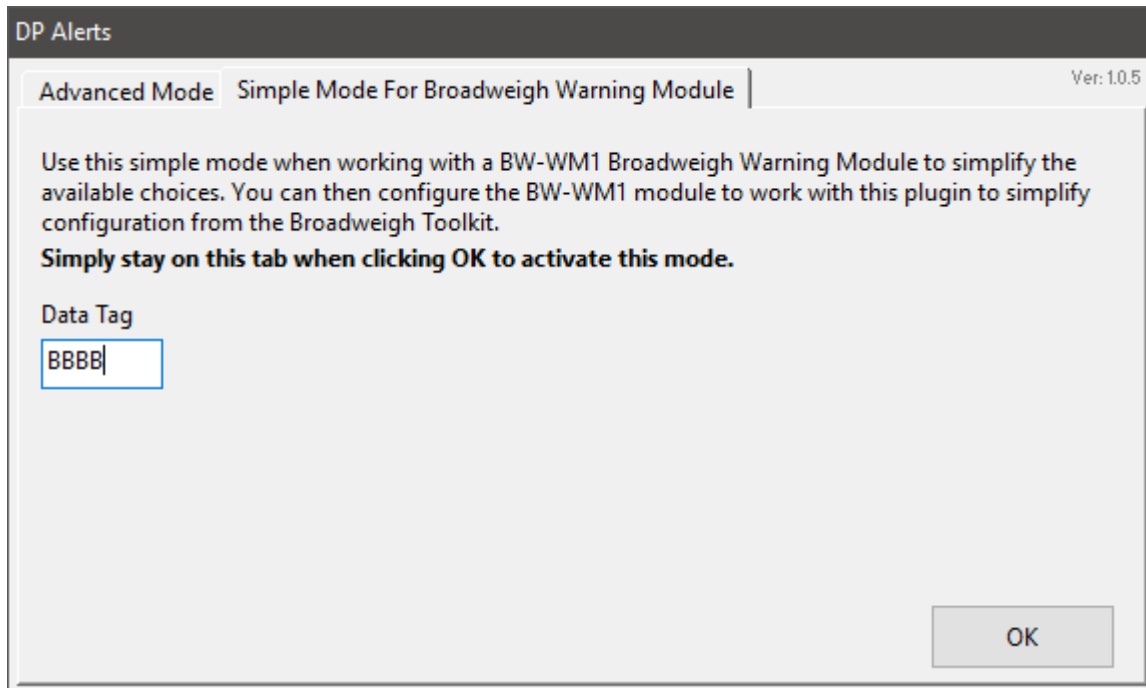 DP Alerts
Advanced Mode
Simple Mode For Broadweigh Warning Module
Ver: 1.0.5
Use this simple mode when working with a BW-WM1 Broadweigh Warning Module to simplify the
available choices. You can then configure the BW-WM1 module to work with this plugin to simplify
configuration from the Broadweigh Toolkit.
Simply stay on this tab when clicking OK to activate this mode.
Data Tag
BBBB
OK